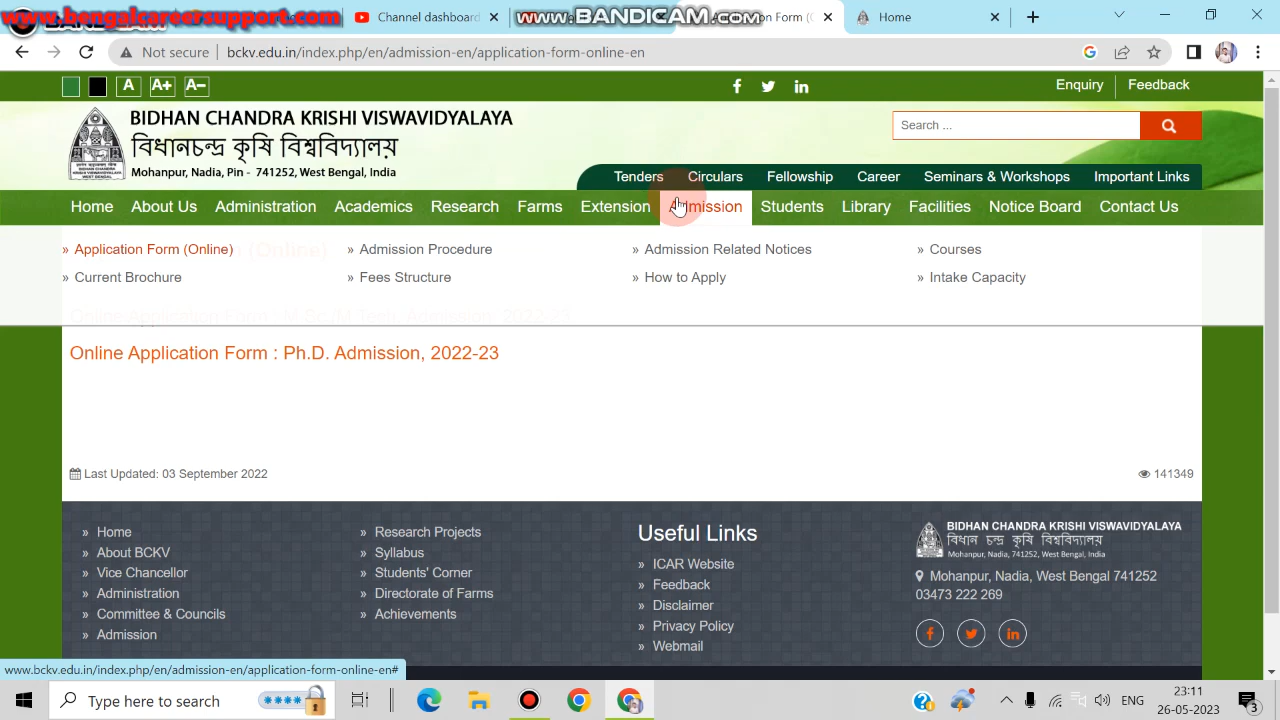 www.bengalcareersupport.com
Channel dashboard
www.BANDICAM.com
Form (
Home
Not secure
bckv.edu.in/index.php/en/admission-en/application-form-online-en
A A+ A-
Enquiry Feedback
BIDHAN CHANDRA KRISHI VISWAVIDYALAYA
বিধানচন্দ্র কৃষি বিশ্ববিদ্যালয়
Mohanpur, Nadia, Pin - 741252, West Bengal, India
Search ...
Tenders Circulars Fellowship Career Seminars & Workshops Important Links
Home About Us Administration Academics Research Farms Extension Admission Students Library Facilities Notice Board Contact Us
» Application Form (Online) » Admission Procedure » Admission Related Notices » Courses
» Current Brochure » Fees Structure » How to Apply » Intake Capacity
Online Application Form : Ph.D. Admission, 2022-23
Last Updated: 03 September 2022
141349
» Home
» About BCKV
» Vice Chancellor
» Administration
» Committee & Councils
» Admission
» Research Projects
» Syllabus
» Students' Corner
» Directorate of Farms
» Achievements
Useful Links
» ICAR Website
» Feedback
» Disclaimer
» Privacy Policy
» Webmail
BIDHAN CHANDRA KRISHI VISWAVIDYALAYA
বিধান চন্দ্র কৃষি বিশ্ববিদ্যালয়
Mohanpur, Nadia, 741252, West Bengal, India
Mohanpur, Nadia, West Bengal 741252
03473 222 269
www.bckv.edu.in/index.php/en/admission-en/application-form-online-en#
Type here to search
ENG
23:11
26-05-2023
3